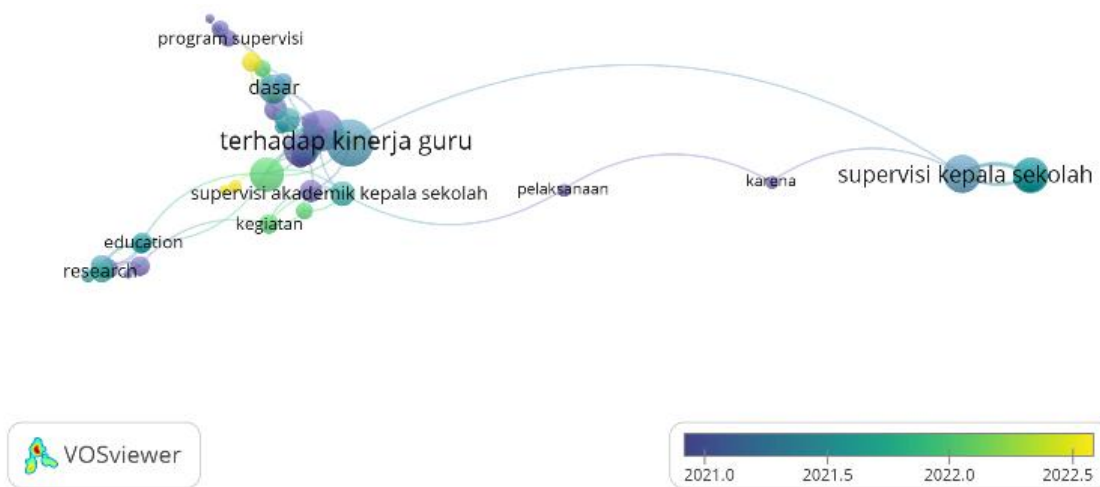 program supervisi
dasar
terhadap kinerja guru
supervisi akademik kepala sekolah
pelaksanaan
karena
supervisi kepala sekolah
kegiatan
education
research
VOSviewer
2021.0 2021.5 2022.0 2022.5